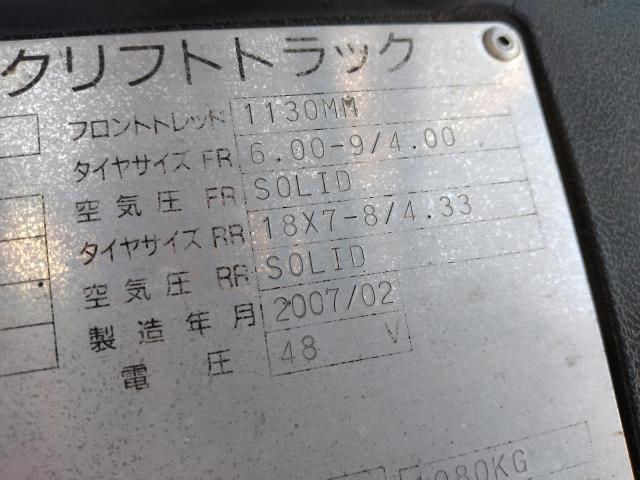 クリフトトラック
フロントトレッド 1130MM
タイヤサイズ FR 6.00-9/4.00
空気圧 FR SOLID
タイヤサイズ RR 18X7-8/4.33
空気圧 RR SOLID
製造年月 2007/02
電圧 48 V
1080KG